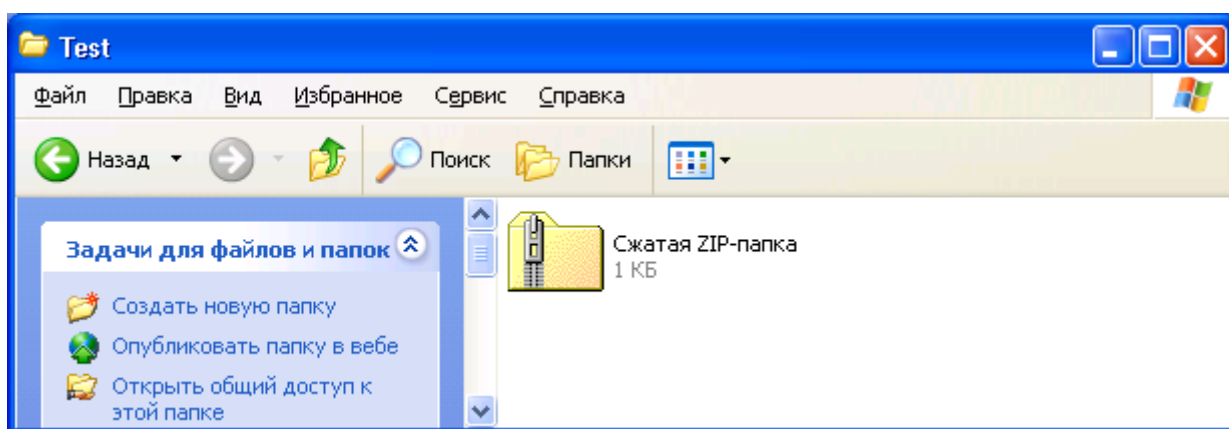 Test
Файл Правка Вид Избранное Сервис Справка
Назад Поиск Папки
Задачи для файлов и папок
Создать новую папку
Опубликовать папку в вебе
Открыть общий доступ к
этой папке
Сжатая ZIP-папка
1 КБ